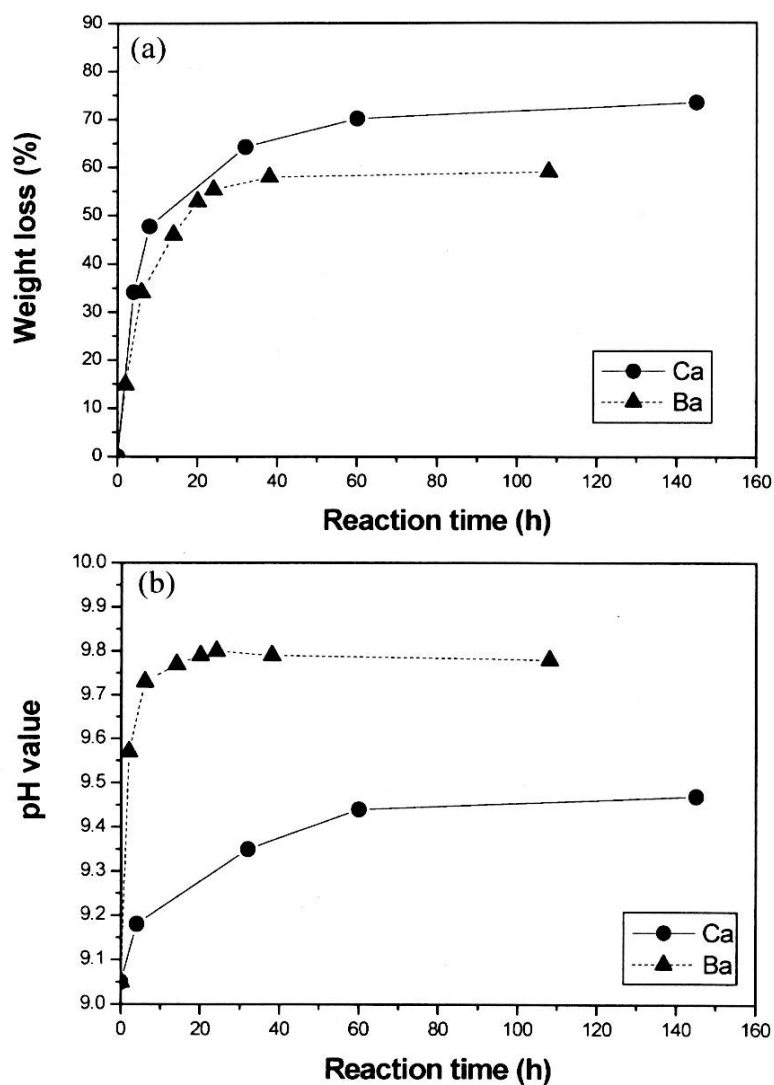 (a)
Weight loss (%)
90
80
70
60
50
40
30
20
10
0
Ca
Ba
0 20 40 60 80 100 120 140 160
Reaction time (h)
(b)
pH value
10.0
9.9
9.8
9.7
9.6
9.5
9.4
9.3
9.2
9.1
9.0
Ca
Ba
0 20 40 60 80 100 120 140 160
Reaction time (h)